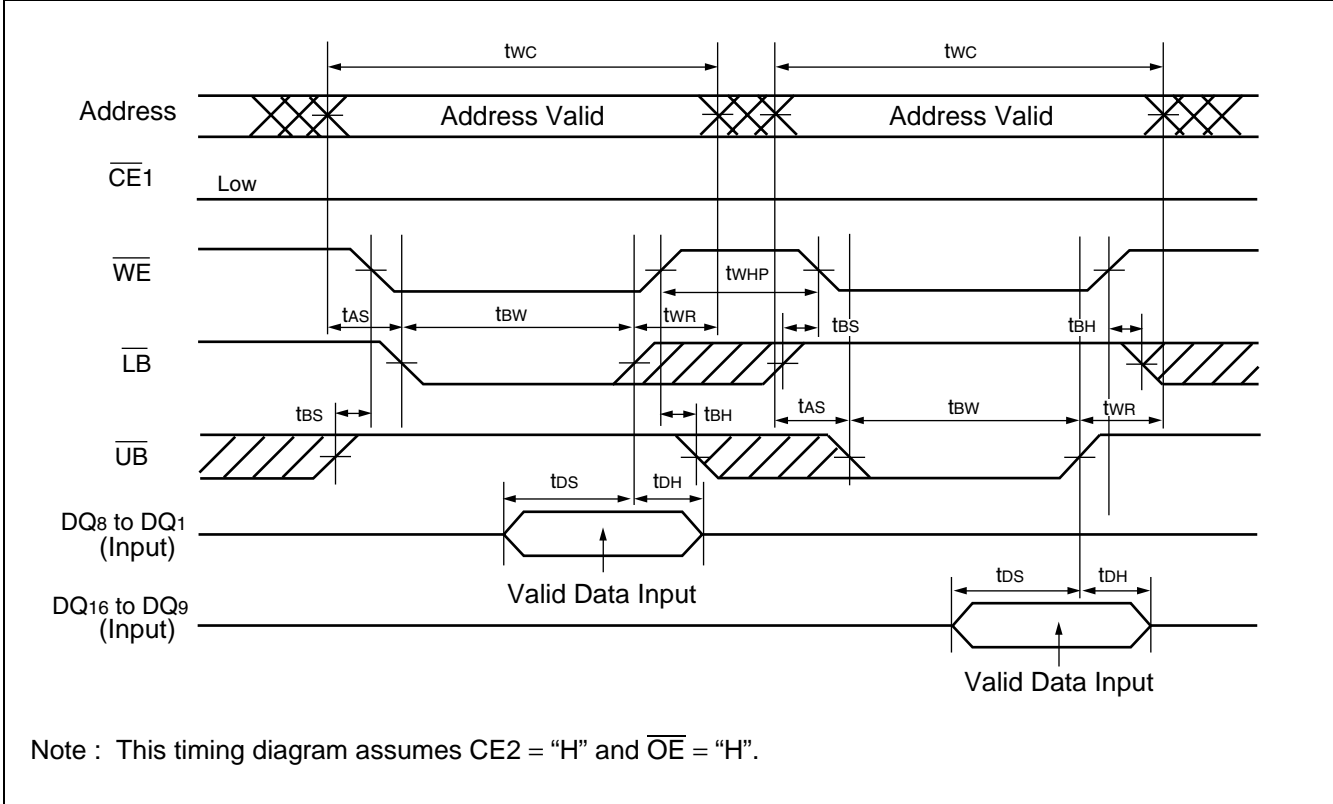 tWC tWC
Address Address Valid Address Valid
CE1 Low
WE
tWHP
tAS tBW tWR tBS tBH
LB
tBS tBH tAS tBW tWR
UB
tDS tDH
DQ8 to DQ1
(Input)
Valid Data Input
tDS tDH
DQ16 to DQ9
(Input)
Valid Data Input
Note : This timing diagram assumes CE2 = “H” and OE = “H”.